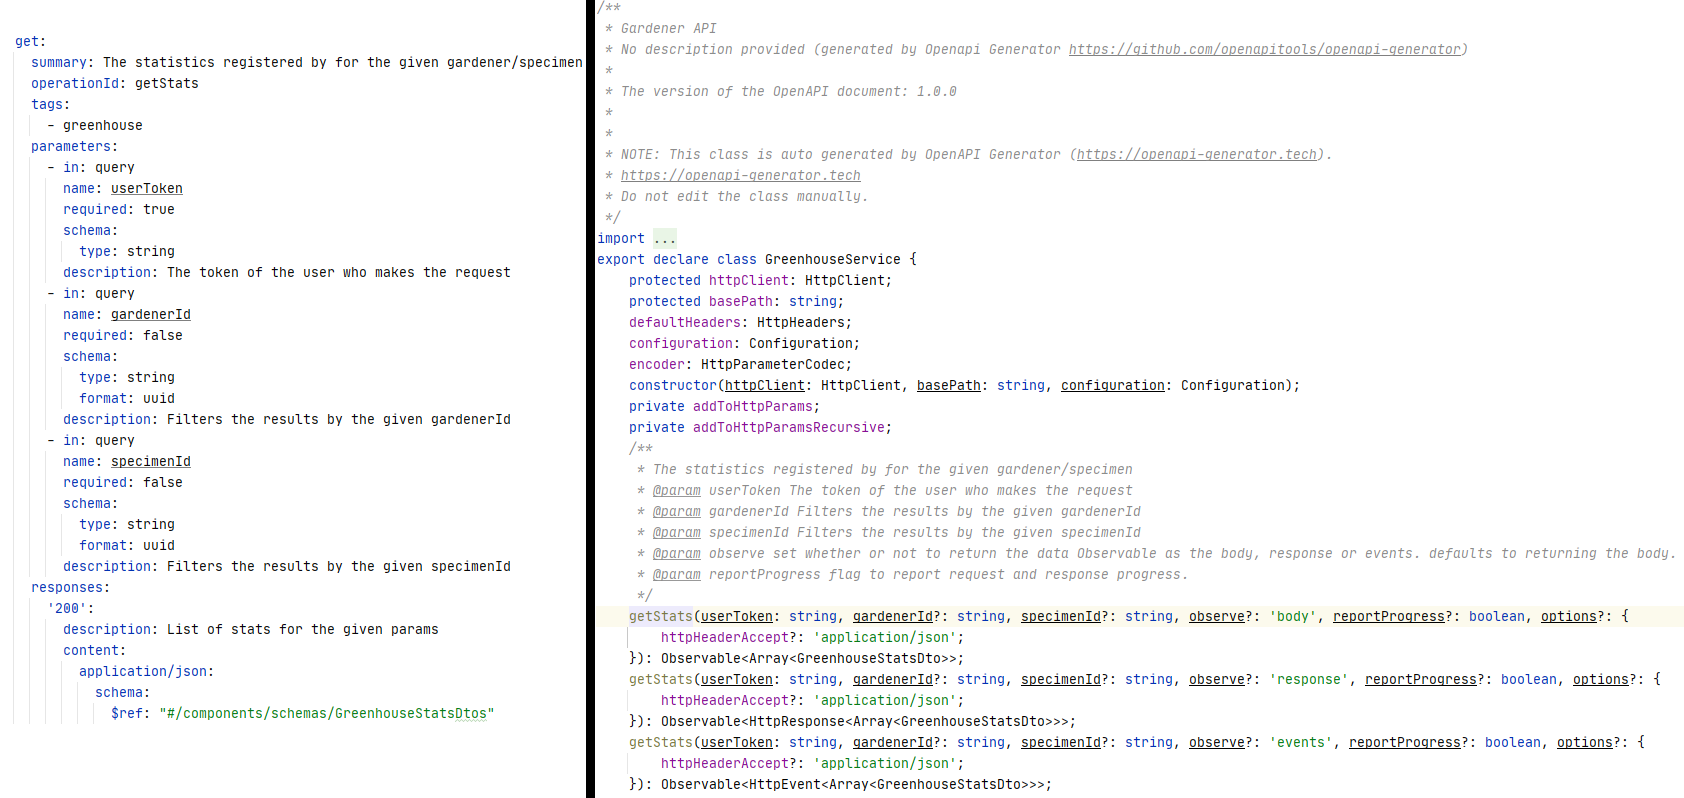 get:
summary: The statistics registered by for the given gardener/specimen
operationId: getStats
tags:
- greenhouse
parameters:
- in: query
name: userToken
required: true
schema:
type: string
description: The token of the user who makes the request
- in: query
name: gardenerId
required: false
schema:
type: string
format: uuid
description: Filters the results by the given gardenerId
- in: query
name: specimenId
required: false
schema:
type: string
format: uuid
description: Filters the results by the given specimenId
responses:
'200':
description: List of stats for the given params
content:
application/json:
schema:
$ref: "#/components/schemas/GreenhouseStatsDtos"
/**
* Gardener API
* No description provided (generated by Openapi Generator https://github.com/openapitools/openapi-generator)
*
* The version of the OpenAPI document: 1.0.0
*
*
* NOTE: This class is auto generated by OpenAPI Generator (https://openapi-generator.tech).
* https://openapi-generator.tech
* Do not edit the class manually.
*/
import ...
export declare class GreenhouseService {
protected httpClient: HttpClient;
protected basePath: string;
defaultHeaders: HttpHeaders;
configuration: Configuration;
encoder: HttpParameterCodec;
constructor(httpClient: HttpClient, basePath: string, configuration: Configuration);
private addToHttpParams;
private addToHttpParamsRecursive;
/**
* The statistics registered by for the given gardener/specimen
* @param userToken The token of the user who makes the request
* @param gardenerId Filters the results by the given gardenerId
* @param specimenId Filters the results by the given specimenId
* @param observe set whether or not to return the data Observable as the body, response or events. defaults to returning the body.
* @param reportProgress flag to report request and response progress.
*/
getStats(userToken: string, gardenerId?: string, specimenId?: string, observe?: 'body', reportProgress?: boolean, options?: {
httpHeaderAccept?: 'application/json';
}): Observable<Array<GreenhouseStatsDto>>;
getStats(userToken: string, gardenerId?: string, specimenId?: string, observe?: 'response', reportProgress?: boolean, options?: {
httpHeaderAccept?: 'application/json';
}): Observable<HttpResponse<Array<GreenhouseStatsDto>>>;
getStats(userToken: string, gardenerId?: string, specimenId?: string, observe?: 'events', reportProgress?: boolean, options?: {
httpHeaderAccept?: 'application/json';
}): Observable<HttpEvent<Array<GreenhouseStatsDto>>>;